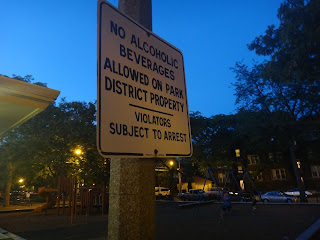 NO ALCOHOLIC
BEVERAGES
ALLOWED ON PARK
DISTRICT PROPERTY
VIOLATORS
SUBJECT TO ARREST